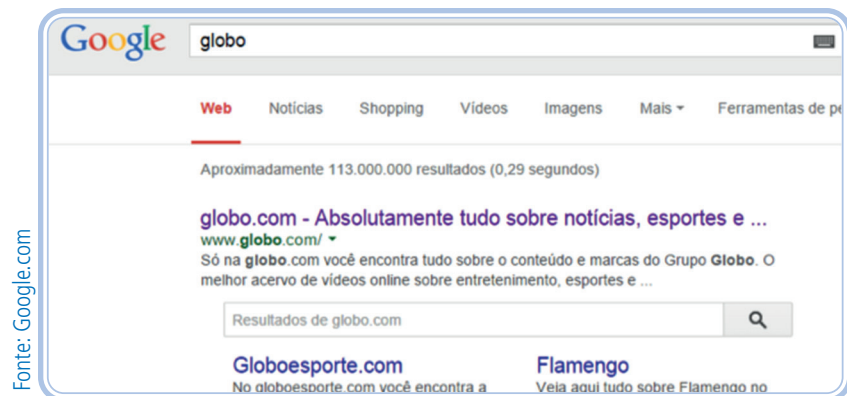 Google globo
Web Notícias Shopping Vídeos Imagens Mais Ferramentas de
Aproximadamente 113.000.000 resultados (0,29 segundos)
globo.com - Absolutamente tudo sobre notícias, esportes e ...
www.globo.com/
Só na globo.com você encontra tudo sobre o conteúdo e marcas do Grupo Globo. O
melhor acervo de vídeos online sobre entretenimento, esportes e ...
Resultados de globo.com
Globoesporte.com Flamengo
No globoesporte.com você encontra a Veja aqui tudo sobre Flamengo no
Fonte: Google.com